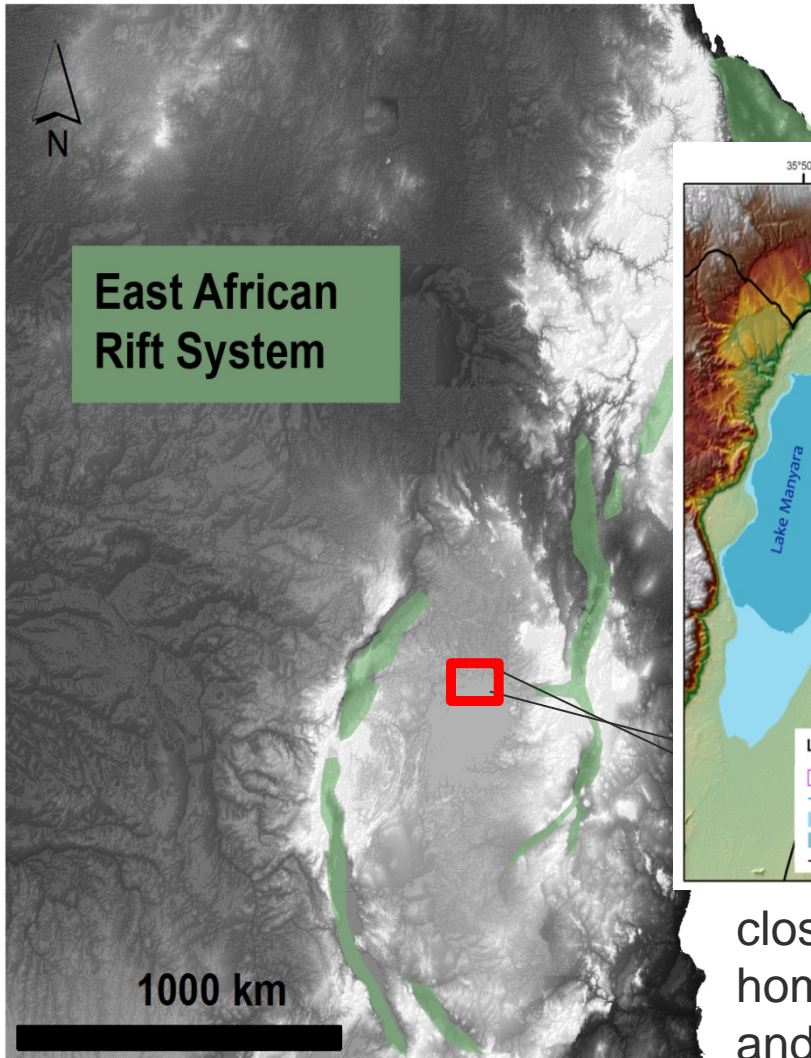 N
East African
Rift System
1000 km
35°50
Lake Manyara
L
clos
hom
and